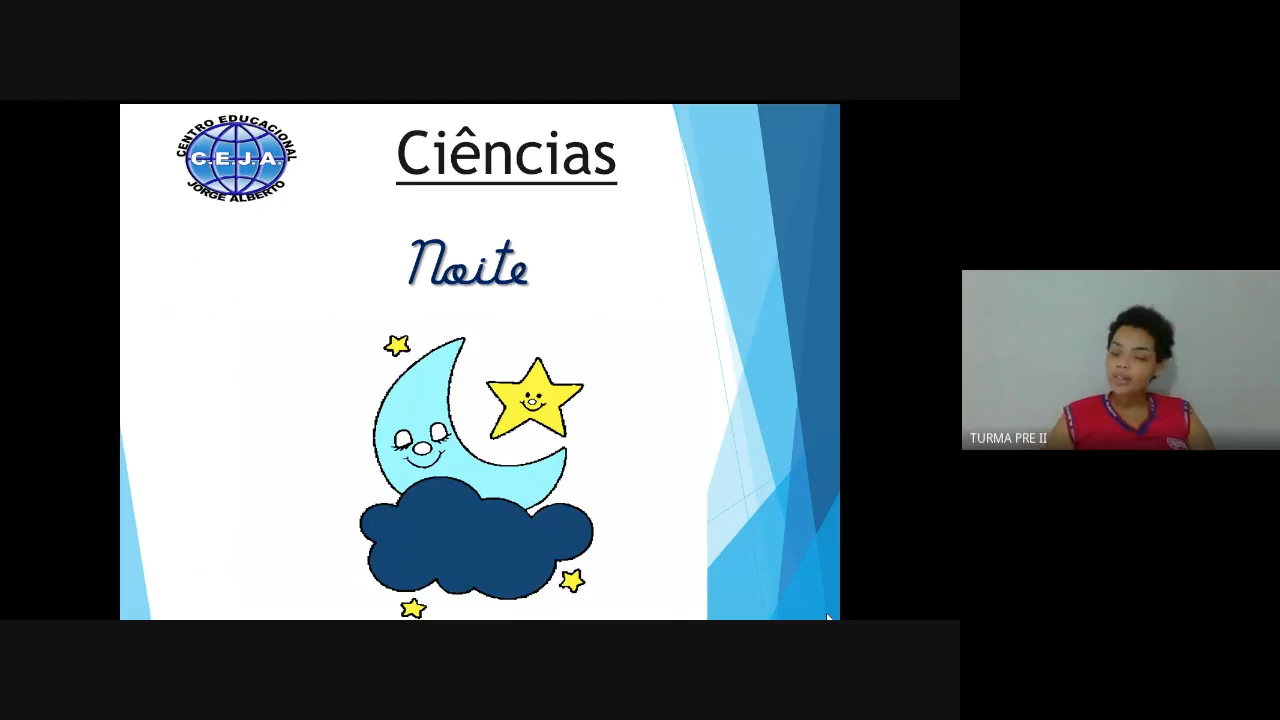 CENTRO EDUCACIONAL
C.E.J.A.
JORGE ALBERTO
Ciências
Noite
TURMA PRE II